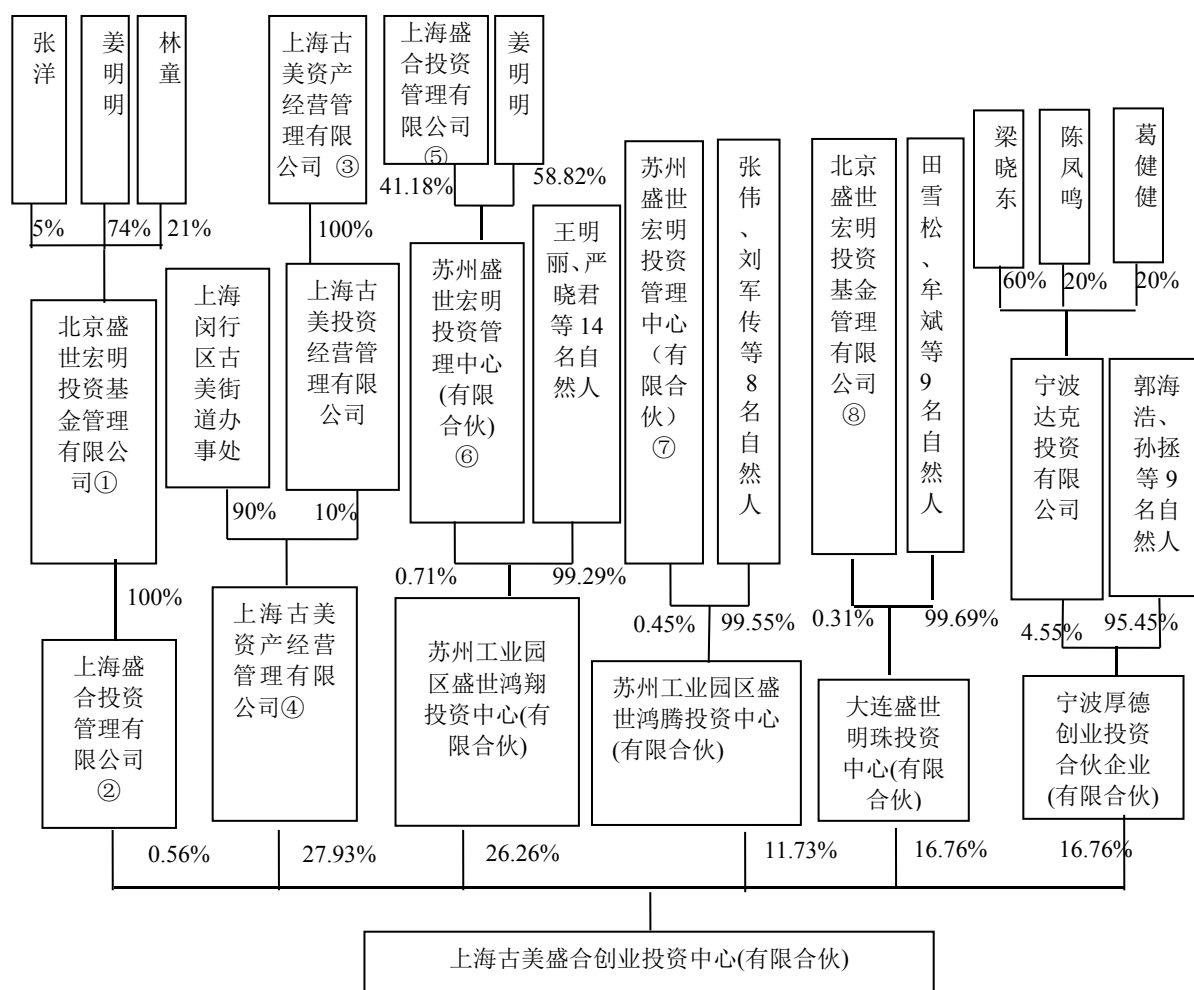 张
洋
姜
明
明
林
童
上海古
美资产
经营管
理有限
公司 ③
上海盛
合投资
管理有
限公司
⑤
姜
明
明
5%
74%
21%
100%
41.18%
58.82%
苏州
盛世
宏明
投资
管理
中心
（有
限合
伙）
⑦
张
伟
、
刘
军
传
等
8
名
自
然
人
北京
盛世
宏明
投资
基金
管理
有限
公司
⑧
田
雪
松
、
牟
斌
等
9
名
自
然
人
梁
晓
东
陈
凤
鸣
葛
健
健
60%
20%
20%
北京盛
世宏明
投资基
金管理
有限公
司①
上海
闵行
区古
美街
道办
事处
上海古
美投资
经营管
理有限
公司
苏州盛
世宏明
投资管
理中心
(有限
合伙)
⑥
王明
丽、严
晓君
等 14
名自
然人
宁波
达克
投资
有限
公司
郭海
浩、
孙拯
等 9
名自
然人
100%
90%
10%
0.71%
99.29%
0.45%
99.55%
0.31%
99.69%
4.55%
95.45%
上海盛
合投资
管理有
限公司
②
上海古美
资产经营
管理有限
公司④
苏州工业园
区盛世鸿翔
投资中心(有
限合伙)
苏州工业园区盛
世鸿腾投资中心
(有限合伙)
大连盛世
明珠投资
中心(有限
合伙)
宁波厚德
创业投资
合伙企业
(有限合伙)
0.56%
27.93%
26.26%
11.73%
16.76%
16.76%
上海古美盛合创业投资中心(有限合伙)